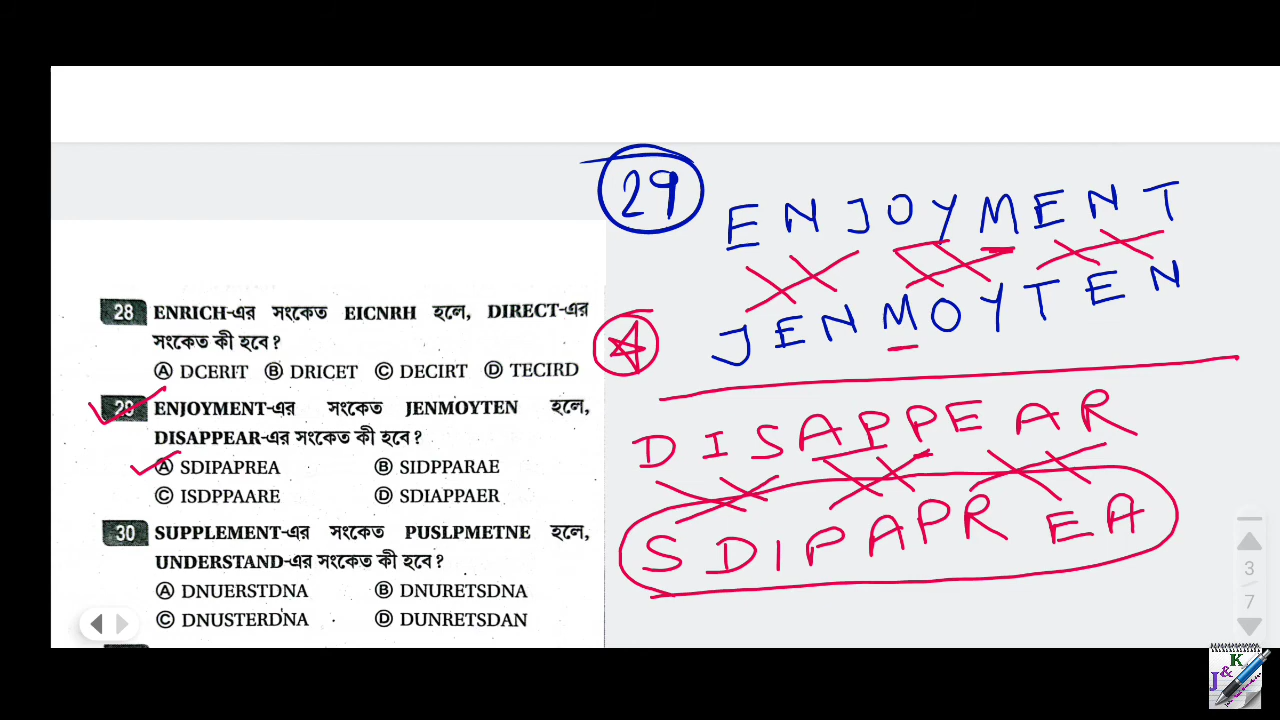 28 ENRICH-এর সংকেত EICNRH হলে, DIRECT-এর
সংকেত কী হবে ?
Ⓐ DCERIT Ⓑ DRICET Ⓒ DECIRT Ⓓ TECIRD
29 ENJOYMENT-এর সংকেত JENMOYTEN হলে,
DISAPPEAR-এর সংকেত কী হবে ?
Ⓐ SDIPAPREA Ⓑ SIDPPARAE
Ⓒ ISDPPAARE Ⓓ SDIAPPAER
30 SUPPLEMENT-এর সংকেত PUSLPMETNE হলে,
UNDERSTAND-এর সংকেত কী হবে ?
Ⓐ DNUERSTDNA Ⓑ DNURETSDNA
Ⓒ DNUSTERDNA Ⓓ DUNRETSDAN
29
ENJOYMENT
JENMOYTEN
DISAPPEAR
SDIPAPREA
3
7
J&K